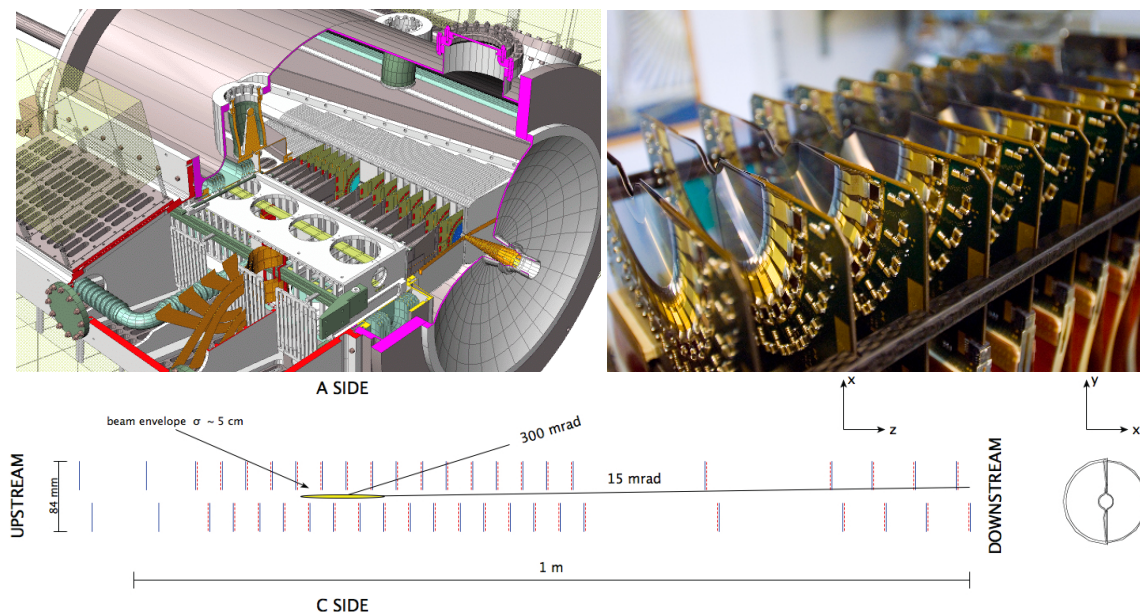 A SIDE
beam envelope σ ~ 5 cm
300 mrad
x
z
y
x
UPSTREAM
84 mm
15 mrad
DOWNSTREAM
1 m
C SIDE